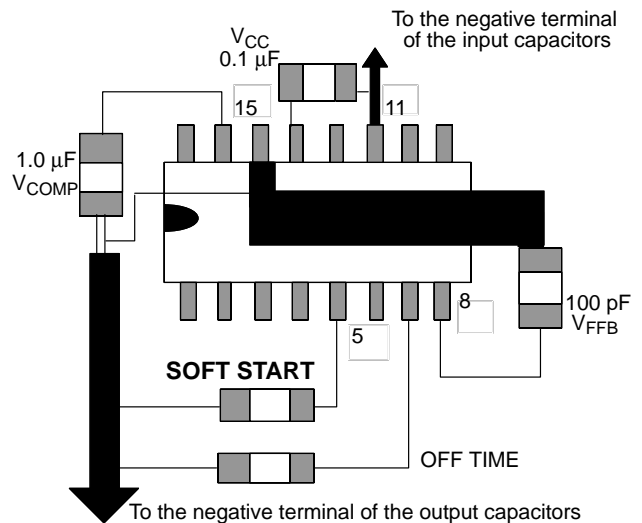 To the negative terminal
of the input capacitors
VCC
0.1 μF
15
11
1.0 μF
VCOMP
8
100 pF
VFFB
5
SOFT START
OFF TIME
To the negative terminal of the output capacitors